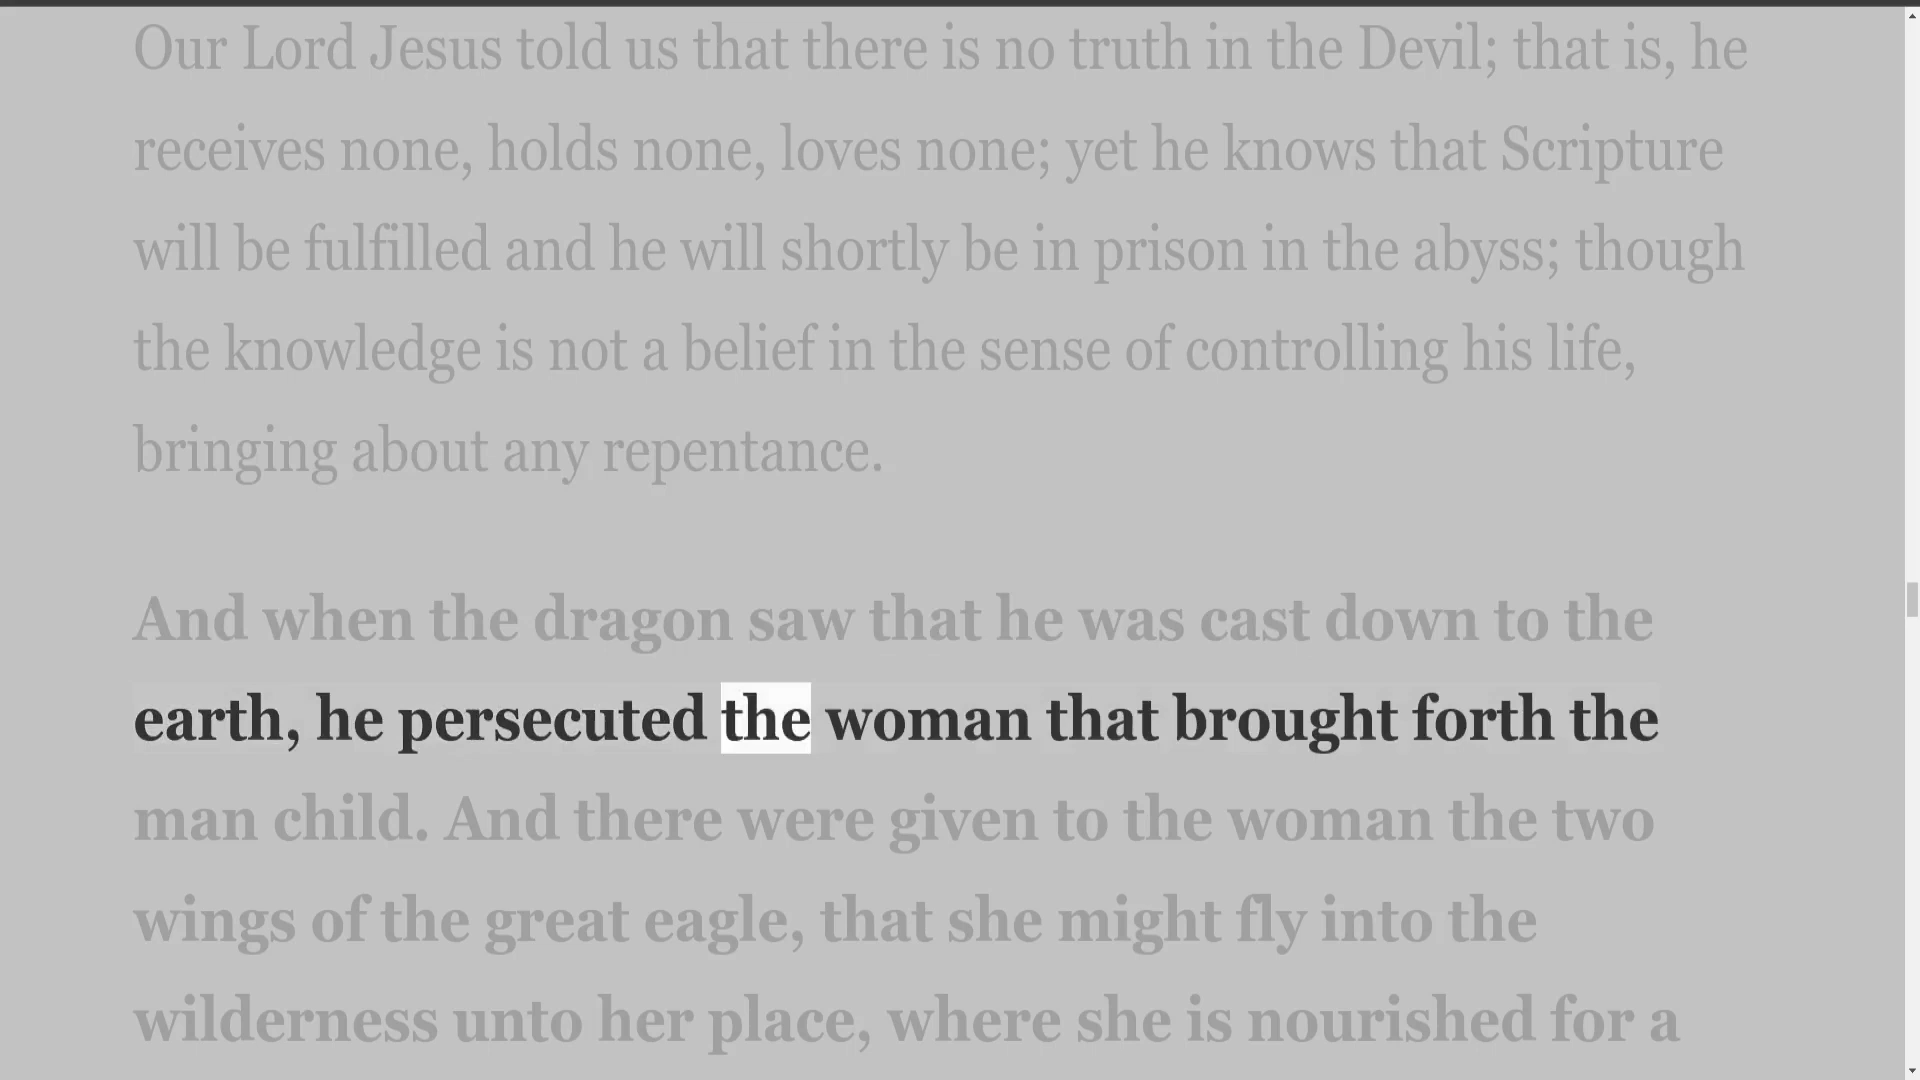 Our Lord Jesus told us that there is no truth in the Devil; that is, he
receives none, holds none, loves none; yet he knows that Scripture
will be fulfilled and he will shortly be in prison in the abyss; though
the knowledge is not a belief in the sense of controlling his life,
bringing about any repentance.
And when the dragon saw that he was cast down to the
earth, he persecuted the woman that brought forth the
man child. And there were given to the woman the two
wings of the great eagle, that she might fly into the
wilderness unto her place, where she is nourished for a